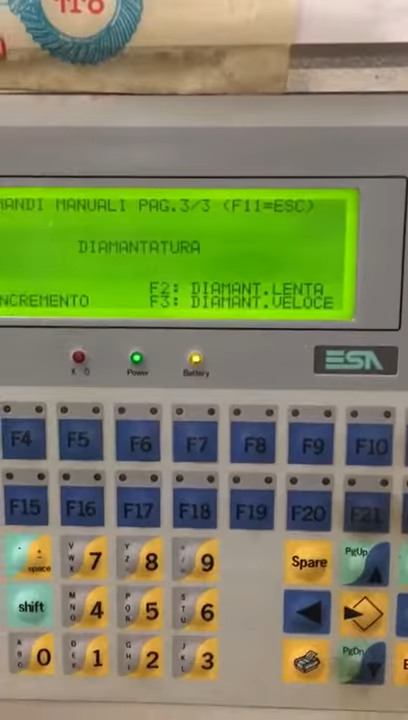 MANDI MANUALI PAG.3/3 (F11=ESC)
DIAMANTATURA
F2: DIAMANT.LENTA
NCREMENTO F3: DIAMANT.VELOCE
Power
Battery
ESA
F4 F5 F6 F7 F8 F9 F10
F15 F16 F17 F18 F19 F20 F21
space 7 8 9 Spare PgUp
shift 4 5 6
0 1 2 3 PgDn